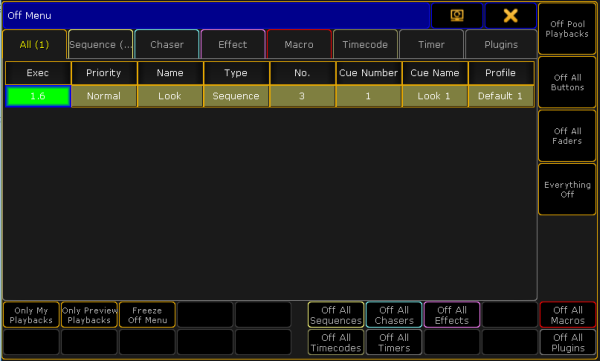 Off Menu
All (1) Sequence (... Chaser Effect Macro Timecode Timer Plugins
Exec Priority Name Type No. Cue Number Cue Name Profile
1.6 Normal Look Sequence 3 1 Look 1 Default 1
Off Pool
Playbacks
Off All
Buttons
Off All
Faders
Everything
Off
Only My
Playbacks
Only Preview
Playbacks
Freeze
Off Menu
Off All
Sequences
Off All
Chasers
Off All
Effects
Off All
Macros
Off All
Timecodes
Off All
Timers
Off All
Plugins